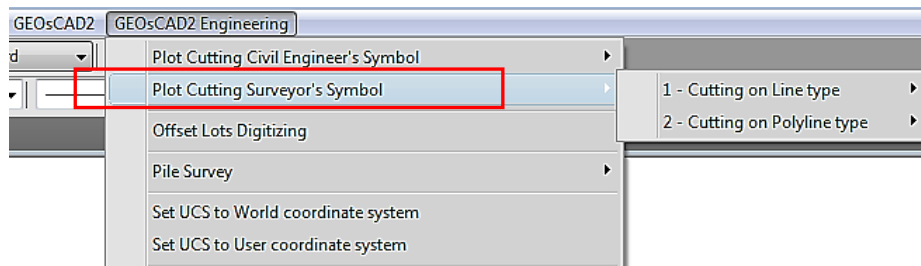 GEOsCAD2 GEOsCAD2 Engineering
Plot Cutting Civil Engineer's Symbol
Plot Cutting Surveyor's Symbol
1 - Cutting on Line type
2 - Cutting on Polyline type
Offset Lots Digitizing
Pile Survey
Set UCS to World coordinate system
Set UCS to User coordinate system